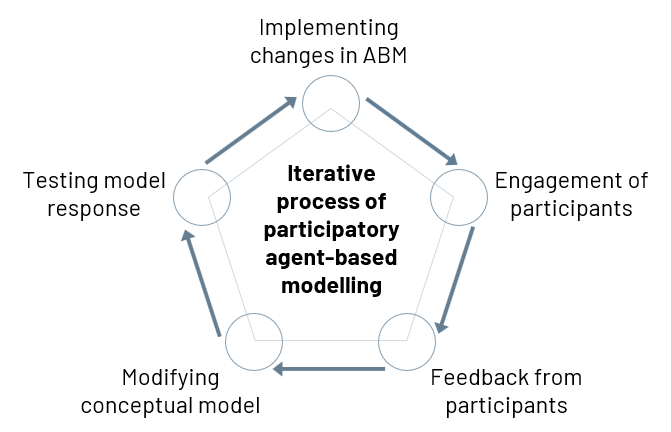 Implementing
changes in ABM
Engagement of
participants
Feedback from
participants
Modifying
conceptual model
Testing model
response
Iterative
process of
participatory
agent-based
modelling